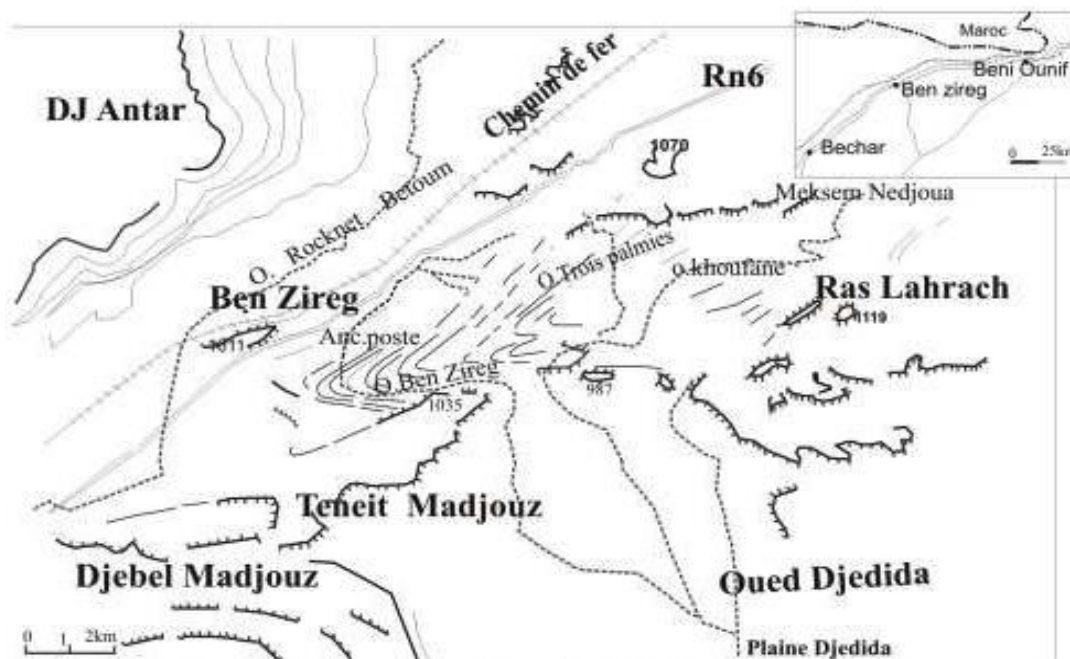 Maroc
Beni Ounif
Ben zireg
Bechar
0 25km
DJ Antar
Chemin de fer
Rn6
1070
Meksem Nedjoua
O. Rocknet Betoum
O.Trois palmies
o.khoufane
Ben Zireg
Ras Lahrach
1119
1011
Anc.poste
O.Ben Zireg
987
1035
Teneit Madjouz
Djebel Madjouz
Oued Djedida
0 1 2km
Plaine Djedida